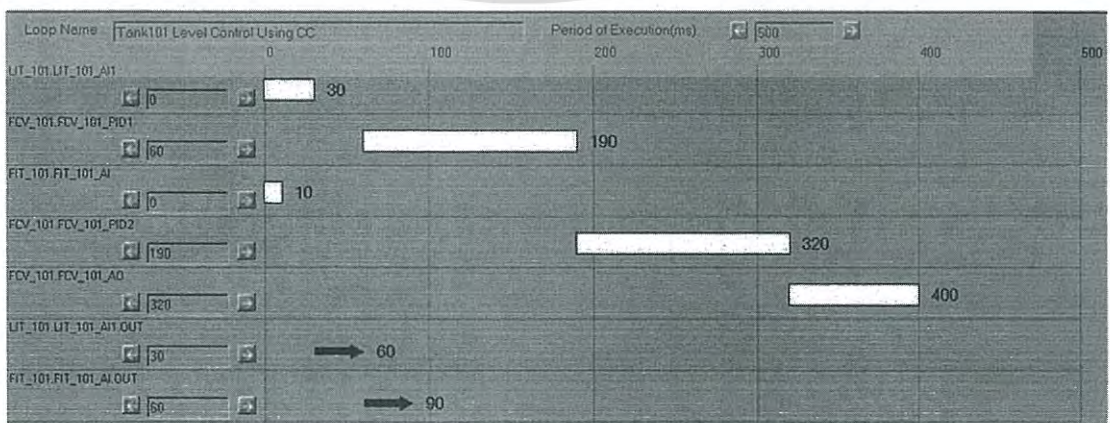 Loop Name Tank101 Level Control Using CC Period of Execution(ms) 500
0 100 200 300 400 500
LIT_101.LIT_101_AI1
0 30
FCV_101.FCV_101_PID1
60 190
FIT_101.FIT_101_AI
0 10
FCV_101.FCV_101_PID2
190 320
FCV_101.FCV_101_AO
320 400
LIT_101.LIT_101_AI1.OUT
30 60
FIT_101.FIT_101_AI.OUT
60 90